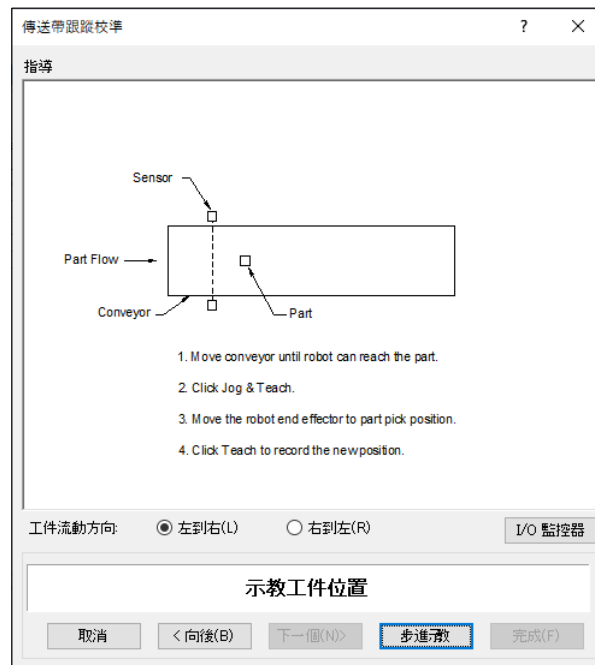 傳送帶跟蹤校準
?
指導
Sensor
Part Flow
Conveyor
Part
1. Move conveyor until robot can reach the part.
2. Click Jog & Teach.
3. Move the robot end effector to part pick position.
4. Click Teach to record the newposition.
工件流動方向:
左到右(L)
右到左(R)
I/O 監控器
示教工件位置
取消
< 向後(B)
下一個(N)>
步進示教
完成(F)